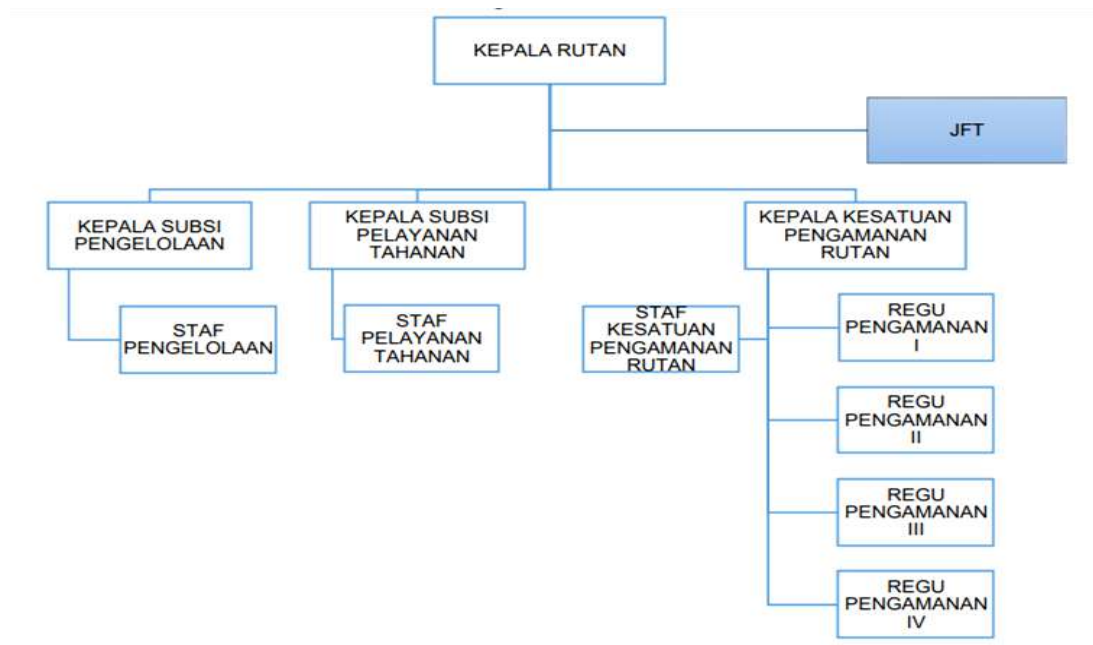 KEPALA RUTAN
JFT
KEPALA SUBSI
PENGELOLAAN
KEPALA SUBSI
PELAYANAN
TAHANAN
KEPALA KESATUAN
PENGAMANAN
RUTAN
STAF
PENGELOLAAN
STAF
PELAYANAN
TAHANAN
STAF
KESATUAN
PENGAMANAN
RUTAN
REGU
PENGAMANAN
I
REGU
PENGAMANAN
II
REGU
PENGAMANAN
III
REGU
PENGAMANAN
IV